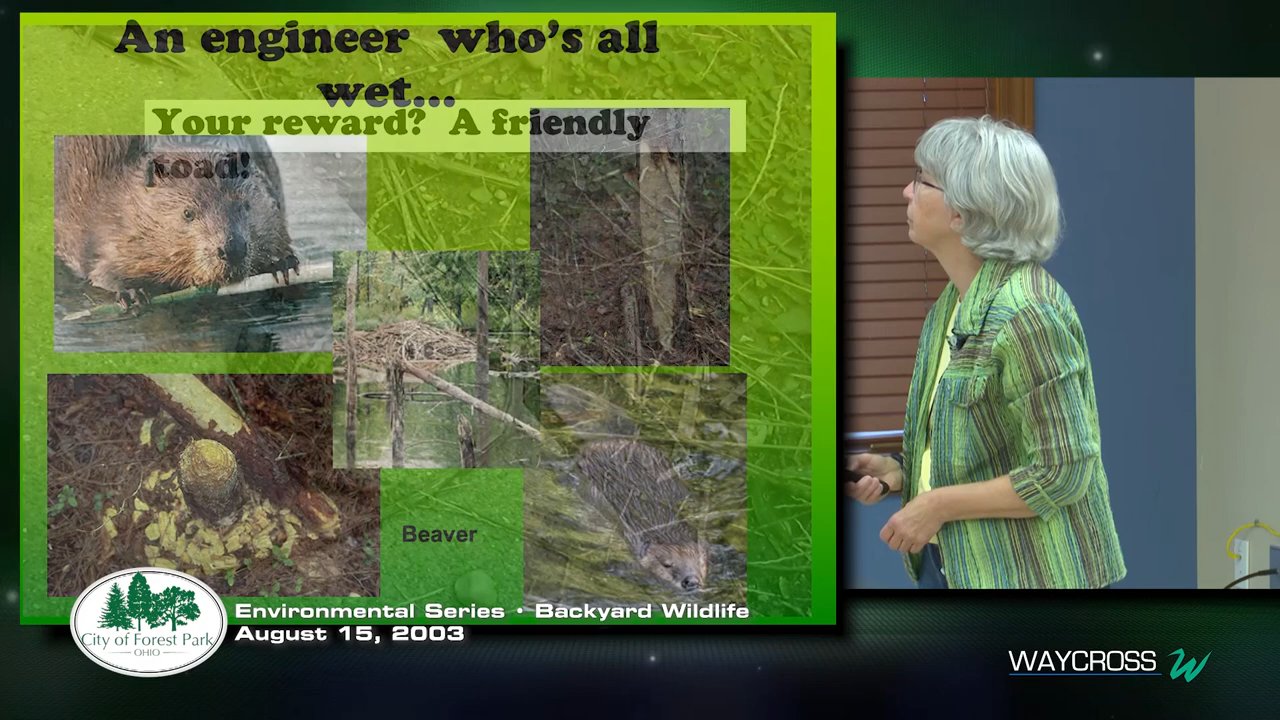 An engineer who's all
wet...
Your reward? A friendly
toad!
Beaver
City of Forest Park
OHIO
Environmental Series • Backyard Wildlife
August 15, 2003
WAYCROSS W